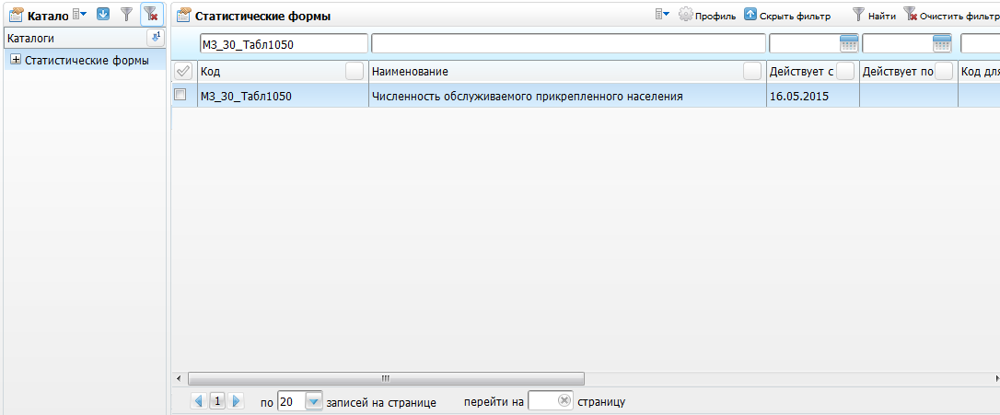 Катало
Статистические формы
Профиль
Скрыть фильтр
Найти
Очистить фильтр
Каталоги
1
МЗ_30_Табл1050
Статистические формы
Код
Наименование
Действует с
Действует по
Код для
МЗ_30_Табл1050
Численность обслуживаемого прикрепленного населения
16.05.2015
1
по 20 записей на странице
перейти на страницу